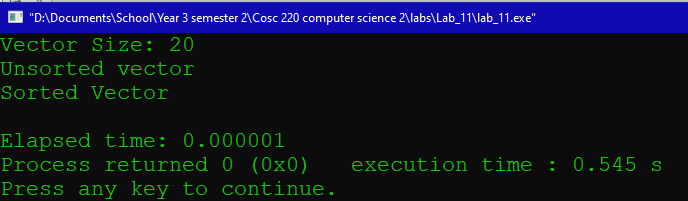 "D:\Documents\School\Year 3 semester 2\Cosc 220 computer science 2\labs\Lab_11\lab_11.exe"
Vector Size: 20
Unsorted vector
Sorted Vector
Elapsed time: 0.000001
Process returned 0 (0x0)   execution time : 0.545 s
Press any key to continue.